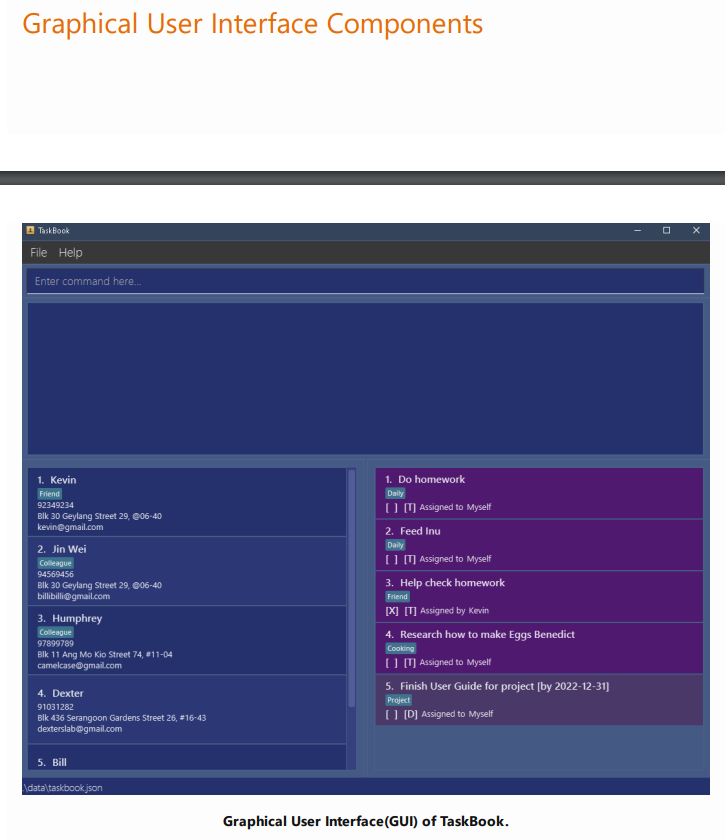 Graphical User Interface Components
TaskBook
File Help
Enter command here...
1. Kevin
Friend
92349234
Blk 30 Geylang Street 29, @06-40
kevin@gmail.com
2. Jin Wei
Colleague
94569456
Blk 30 Geylang Street 29, @06-40
billibilli@gmail.com
3. Humphrey
Colleague
97899789
Blk 11 Ang Mo Kio Street 74, #11-04
camelcase@gmail.com
4. Dexter
91031282
Blk 436 Serangoon Gardens Street 26, #16-43
dexterslab@gmail.com
5. Bill
1. Do homework
Daily
[ ] [T] Assigned to Myself
2. Feed Inu
Daily
[ ] [T] Assigned to Myself
3. Help check homework
Friend
[X] [T] Assigned by Kevin
4. Research how to make Eggs Benedict
Cooking
[ ] [T] Assigned to Myself
5. Finish User Guide for project [by 2022-12-31]
Project
[ ] [D] Assigned to Myself
.\data\taskbook.json
Graphical User Interface(GUI) of TaskBook.